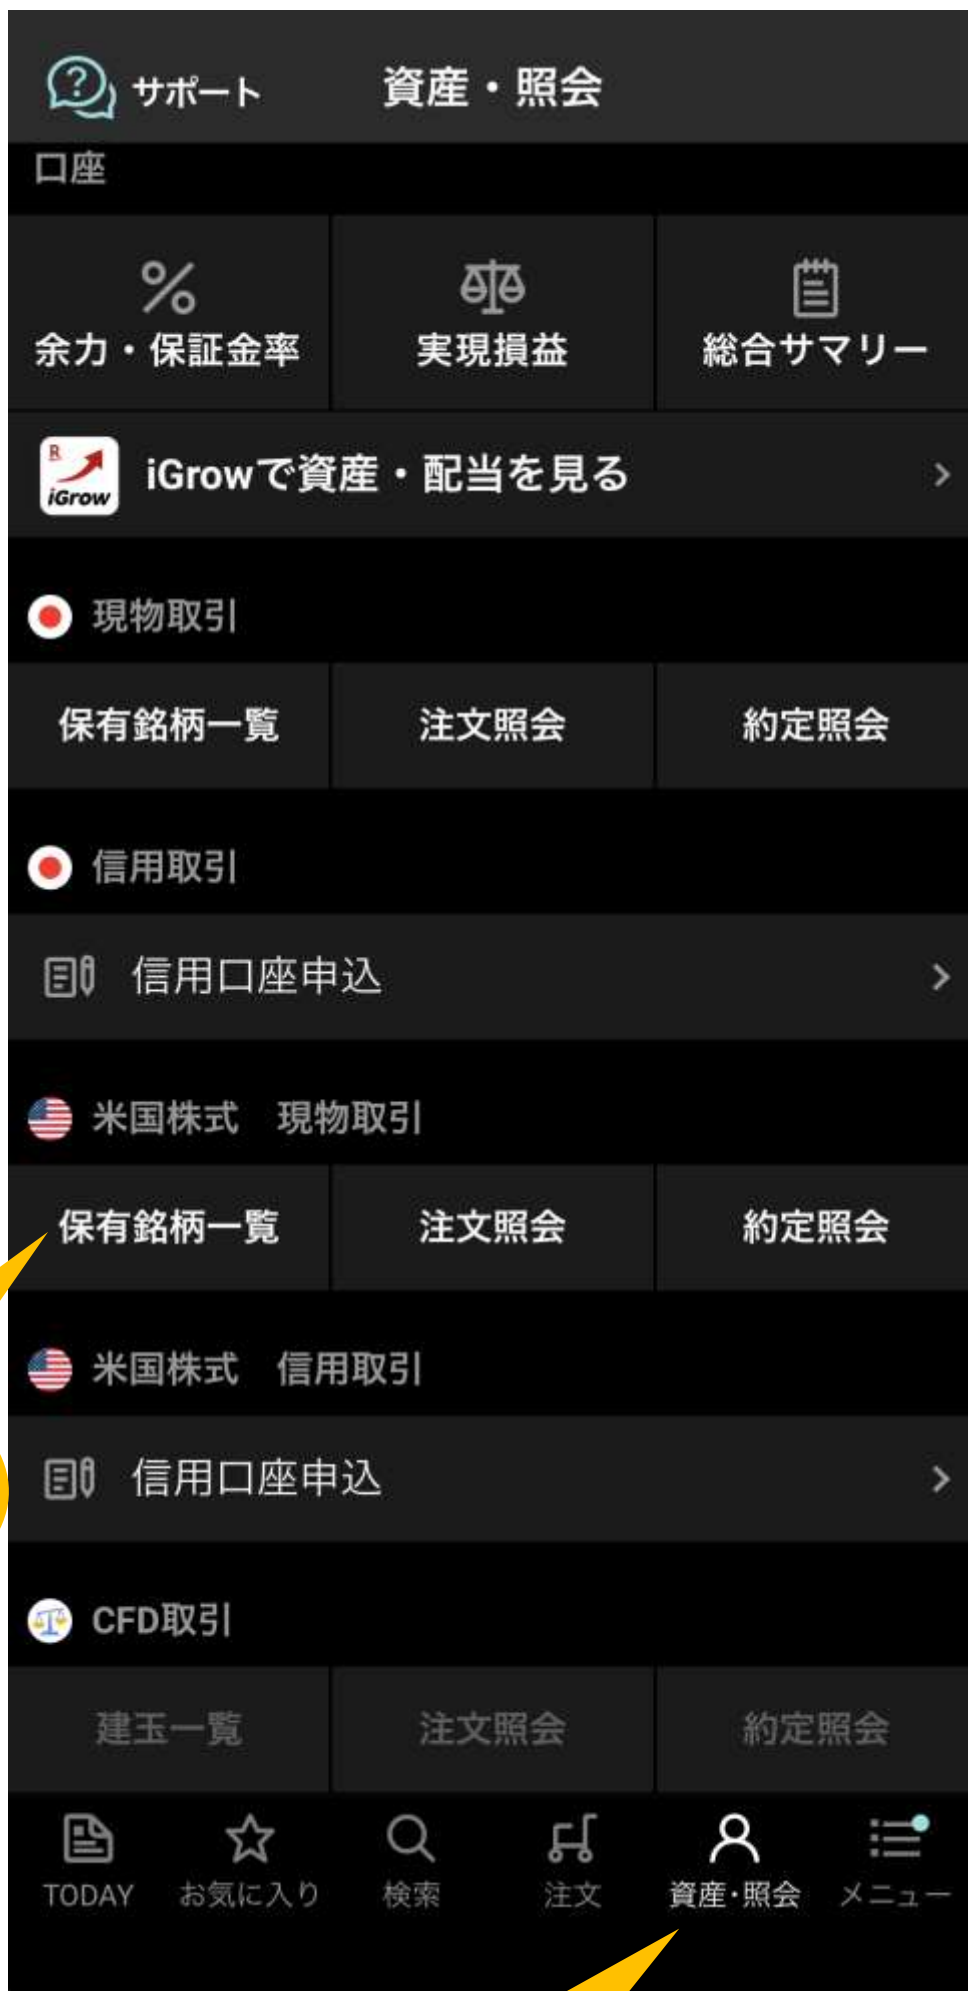 サポート
資産・照会
口座
余力・保証金率
実現損益
総合サマリー
R
iGrow
iGrowで資産・配当を見る
現物取引
保有銘柄一覧
注文照会
約定照会
信用取引
信用口座申込
米国株式　現物取引
保有銘柄一覧
注文照会
約定照会
米国株式　信用取引
信用口座申込
CFD取引
建玉一覧
注文照会
約定照会
TODAY
お気に入り
検索
注文
資産・照会
メニュー